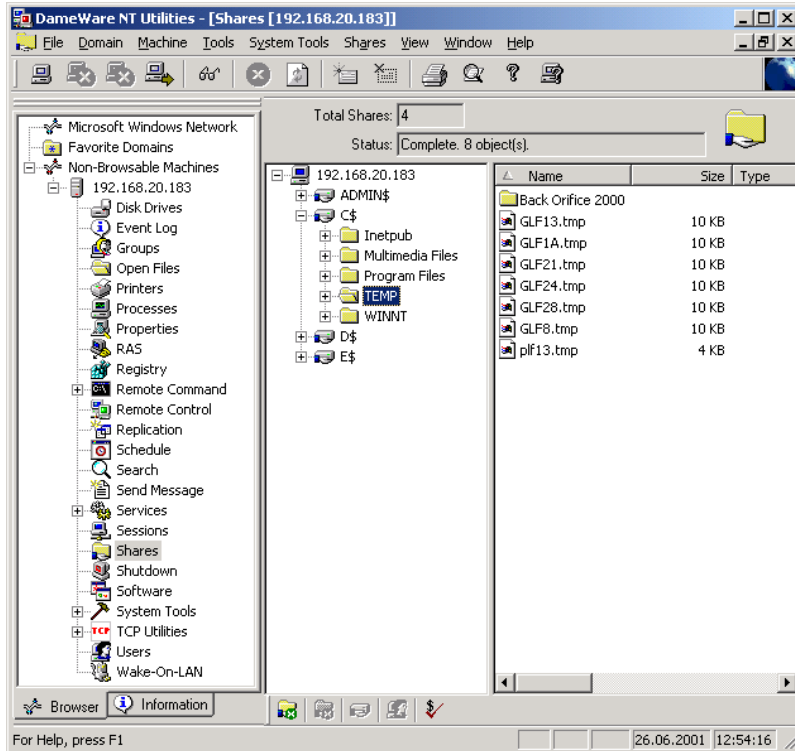 DameWare NT Utilities - [Shares [192.168.20.183]]
File Domain Machine Tools System Tools Shares View Window Help
Total Shares: 4
Status: Complete. 8 object(s).
Microsoft Windows Network
Favorite Domains
Non-Browsable Machines
192.168.20.183
Disk Drives
Event Log
Groups
Open Files
Printers
Processes
Properties
RAS
Registry
Remote Command
Remote Control
Replication
Schedule
Search
Send Message
Services
Sessions
Shares
Shutdown
Software
System Tools
TCP TCP Utilities
Users
Wake-On-LAN
Browser Information
192.168.20.183
ADMIN$
C$
Inetpub
Multimedia Files
Program Files
TEMP
WINNT
D$
E$
Name Size Type
Back Orifice 2000
GLF13.tmp 10 KB
GLF1A.tmp 10 KB
GLF21.tmp 10 KB
GLF24.tmp 10 KB
GLF28.tmp 10 KB
GLF8.tmp 10 KB
plf13.tmp 4 KB
For Help, press F1 26.06.2001 12:54:16